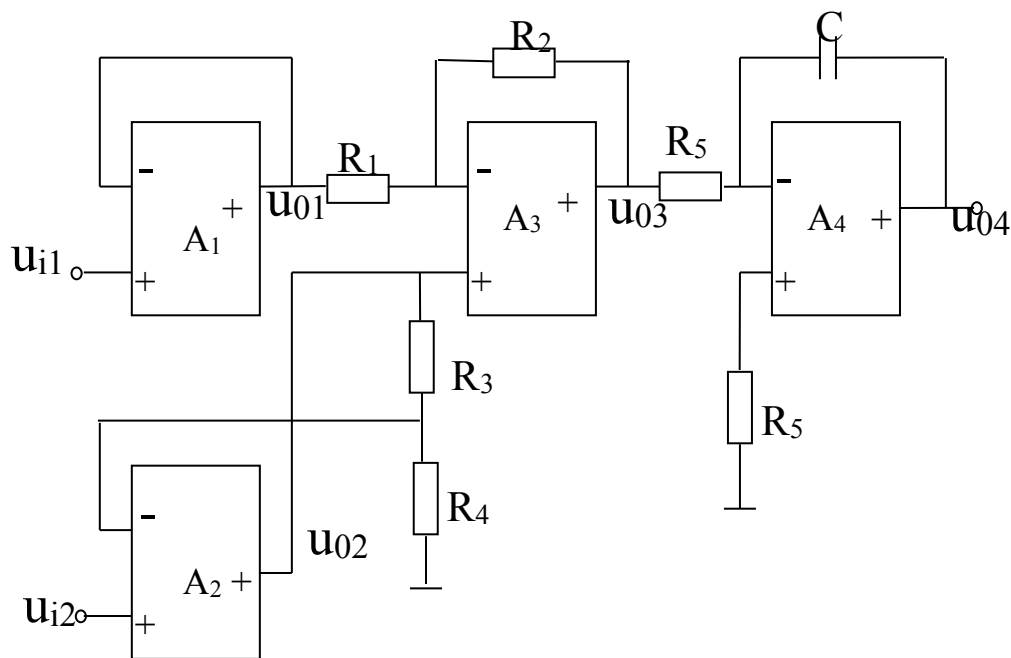 R₂
C
-
R₁
-
R₅
-
+
u₀₁
+
u₀₃
+
u₀₄
A₁
A₃
A₄
uᵢ₁
+
+
+
R₃
R₅
-
R₄
u₀₂
A₂
+
uᵢ₂
+